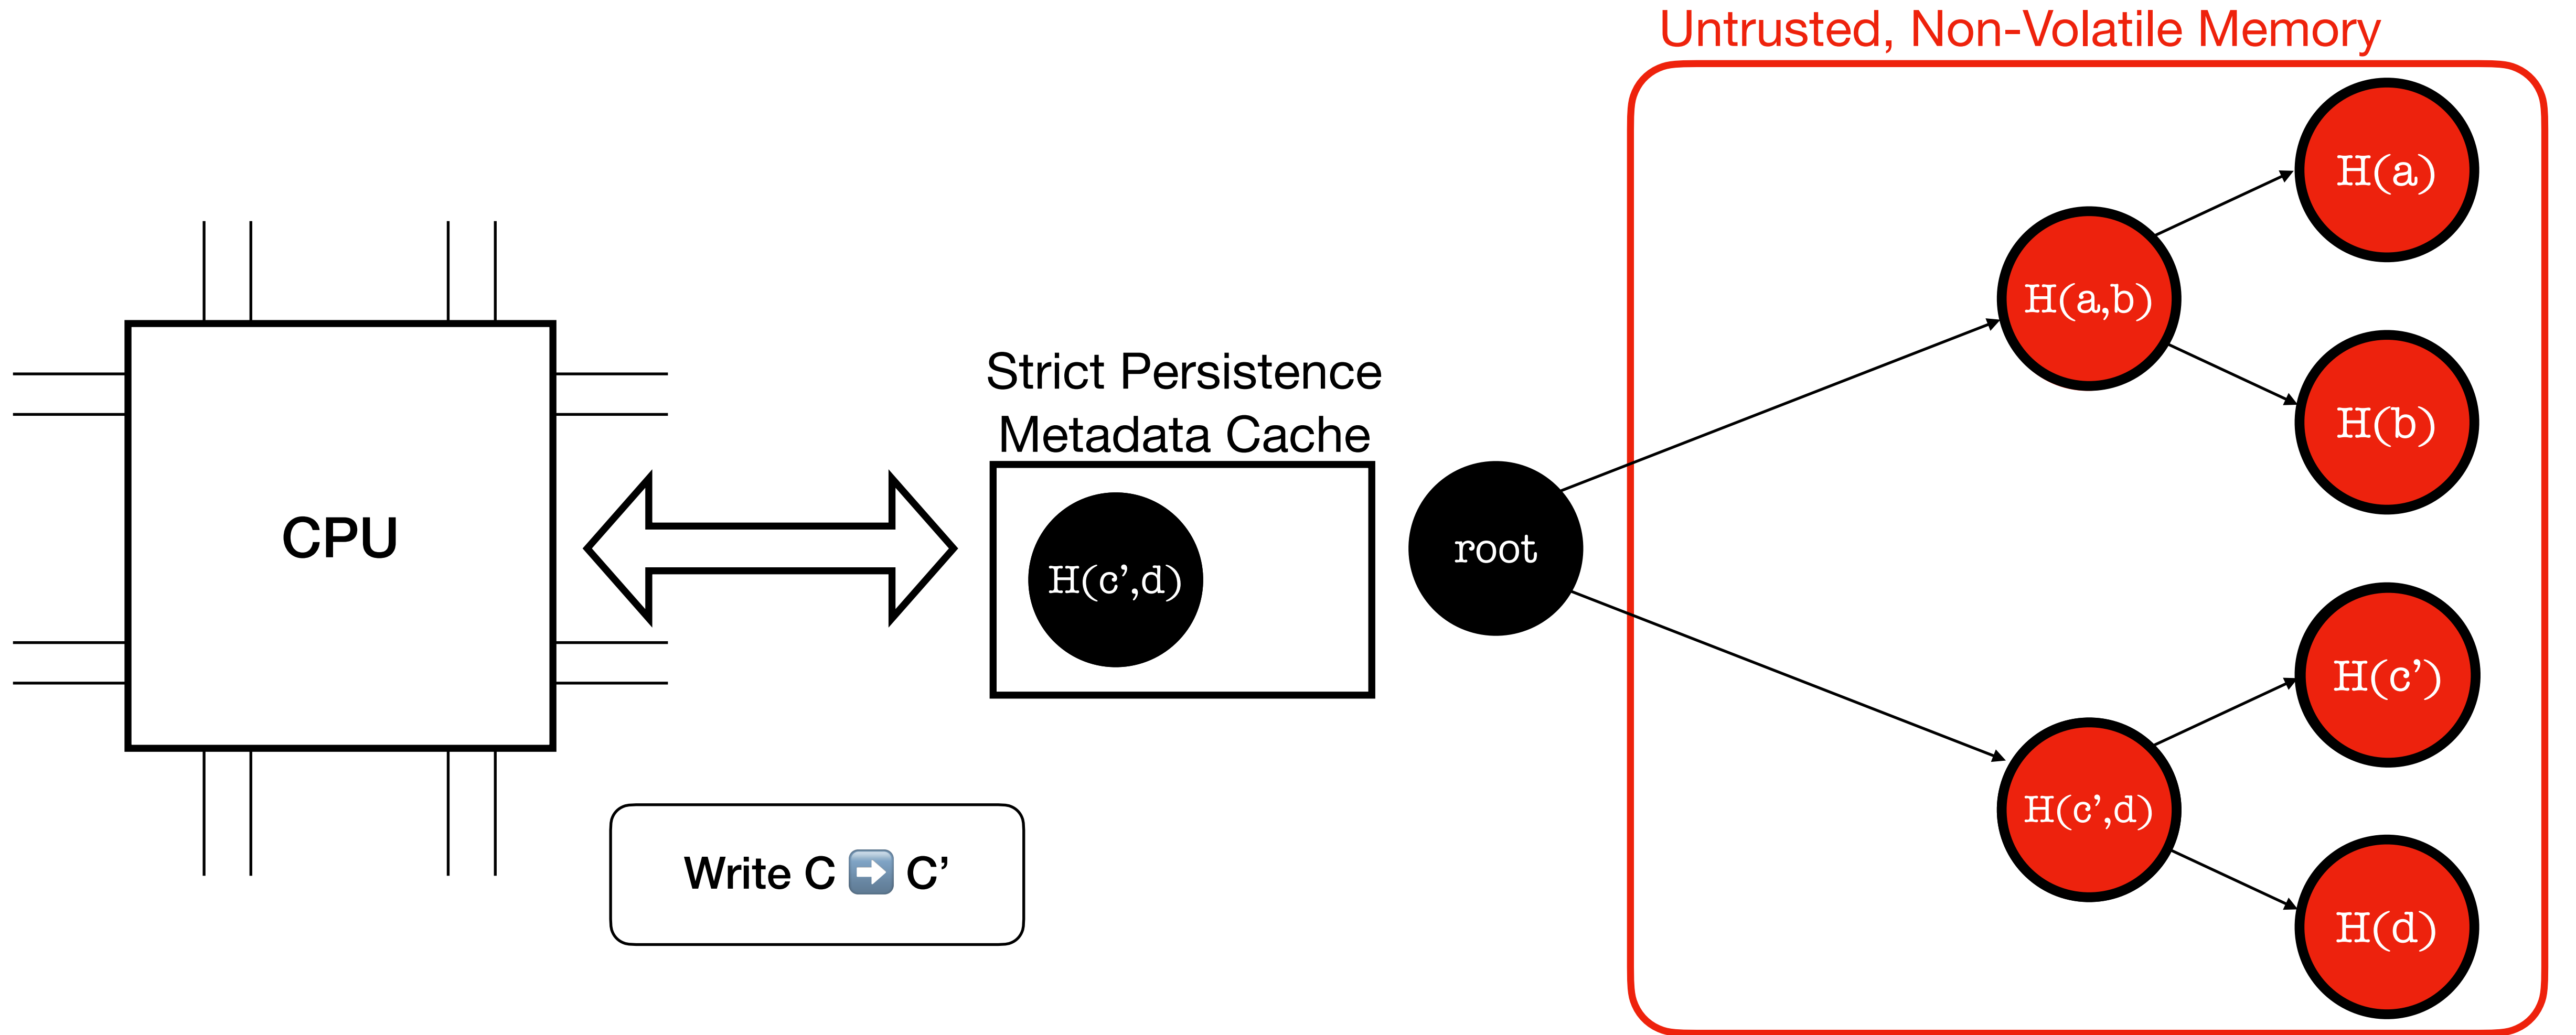 Untrusted, Non-Volatile Memory
H(a)
H(a,b)
H(b)
Strict Persistence
Metadata Cache
CPU
H(c’,d)
root
H(c’)
H(c’,d)
H(d)
Write C ➡️ C’